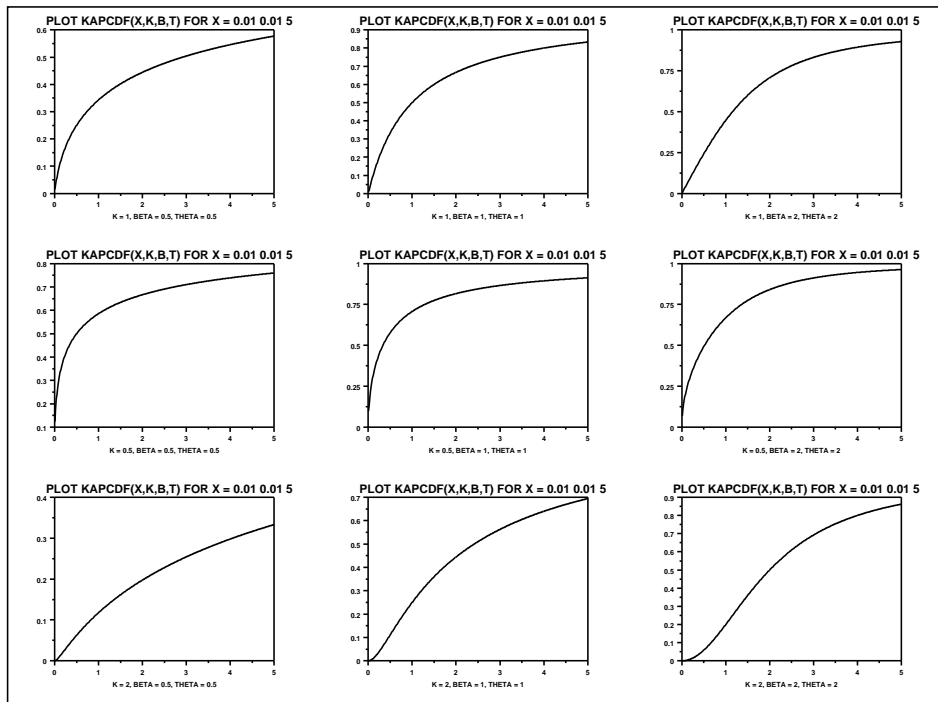 PLOT KAPCDF(X,K,B,T) FOR X = 0.01 0.01 5
0.6
0.5
0.4
0.3
0.2
0.1
0
0 1 2 3 4 5
K = 1, BETA = 0.5, THETA = 0.5
PLOT KAPCDF(X,K,B,T) FOR X = 0.01 0.01 5
0.9
0.8
0.7
0.6
0.5
0.4
0.3
0.2
0.1
0
0 1 2 3 4 5
K = 1, BETA = 1, THETA = 1
PLOT KAPCDF(X,K,B,T) FOR X = 0.01 0.01 5
1
0.75
0.5
0.25
0
0 1 2 3 4 5
K = 1, BETA = 2, THETA = 2
PLOT KAPCDF(X,K,B,T) FOR X = 0.01 0.01 5
0.8
0.7
0.6
0.5
0.4
0.3
0.2
0.1
0 1 2 3 4 5
K = 0.5, BETA = 0.5, THETA = 0.5
PLOT KAPCDF(X,K,B,T) FOR X = 0.01 0.01 5
1
0.75
0.5
0.25
0
0 1 2 3 4 5
K = 0.5, BETA = 1, THETA = 1
PLOT KAPCDF(X,K,B,T) FOR X = 0.01 0.01 5
1
0.75
0.5
0.25
0
0 1 2 3 4 5
K = 0.5, BETA = 2, THETA = 2
PLOT KAPCDF(X,K,B,T) FOR X = 0.01 0.01 5
0.4
0.3
0.2
0.1
0
0 1 2 3 4 5
K = 2, BETA = 0.5, THETA = 0.5
PLOT KAPCDF(X,K,B,T) FOR X = 0.01 0.01 5
0.7
0.6
0.5
0.4
0.3
0.2
0.1
0
0 1 2 3 4 5
K = 2, BETA = 1, THETA = 1
PLOT KAPCDF(X,K,B,T) FOR X = 0.01 0.01 5
0.9
0.8
0.7
0.6
0.5
0.4
0.3
0.2
0.1
0
0 1 2 3 4 5
K = 2, BETA = 2, THETA = 2